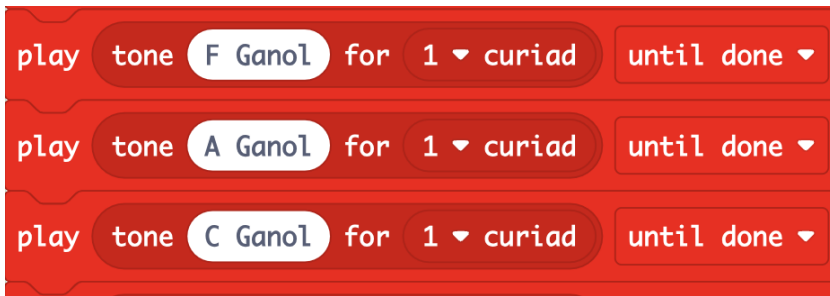 play tone F Ganol for 1 curiad until done
play tone A Ganol for 1 curiad until done
play tone C Ganol for 1 curiad until done